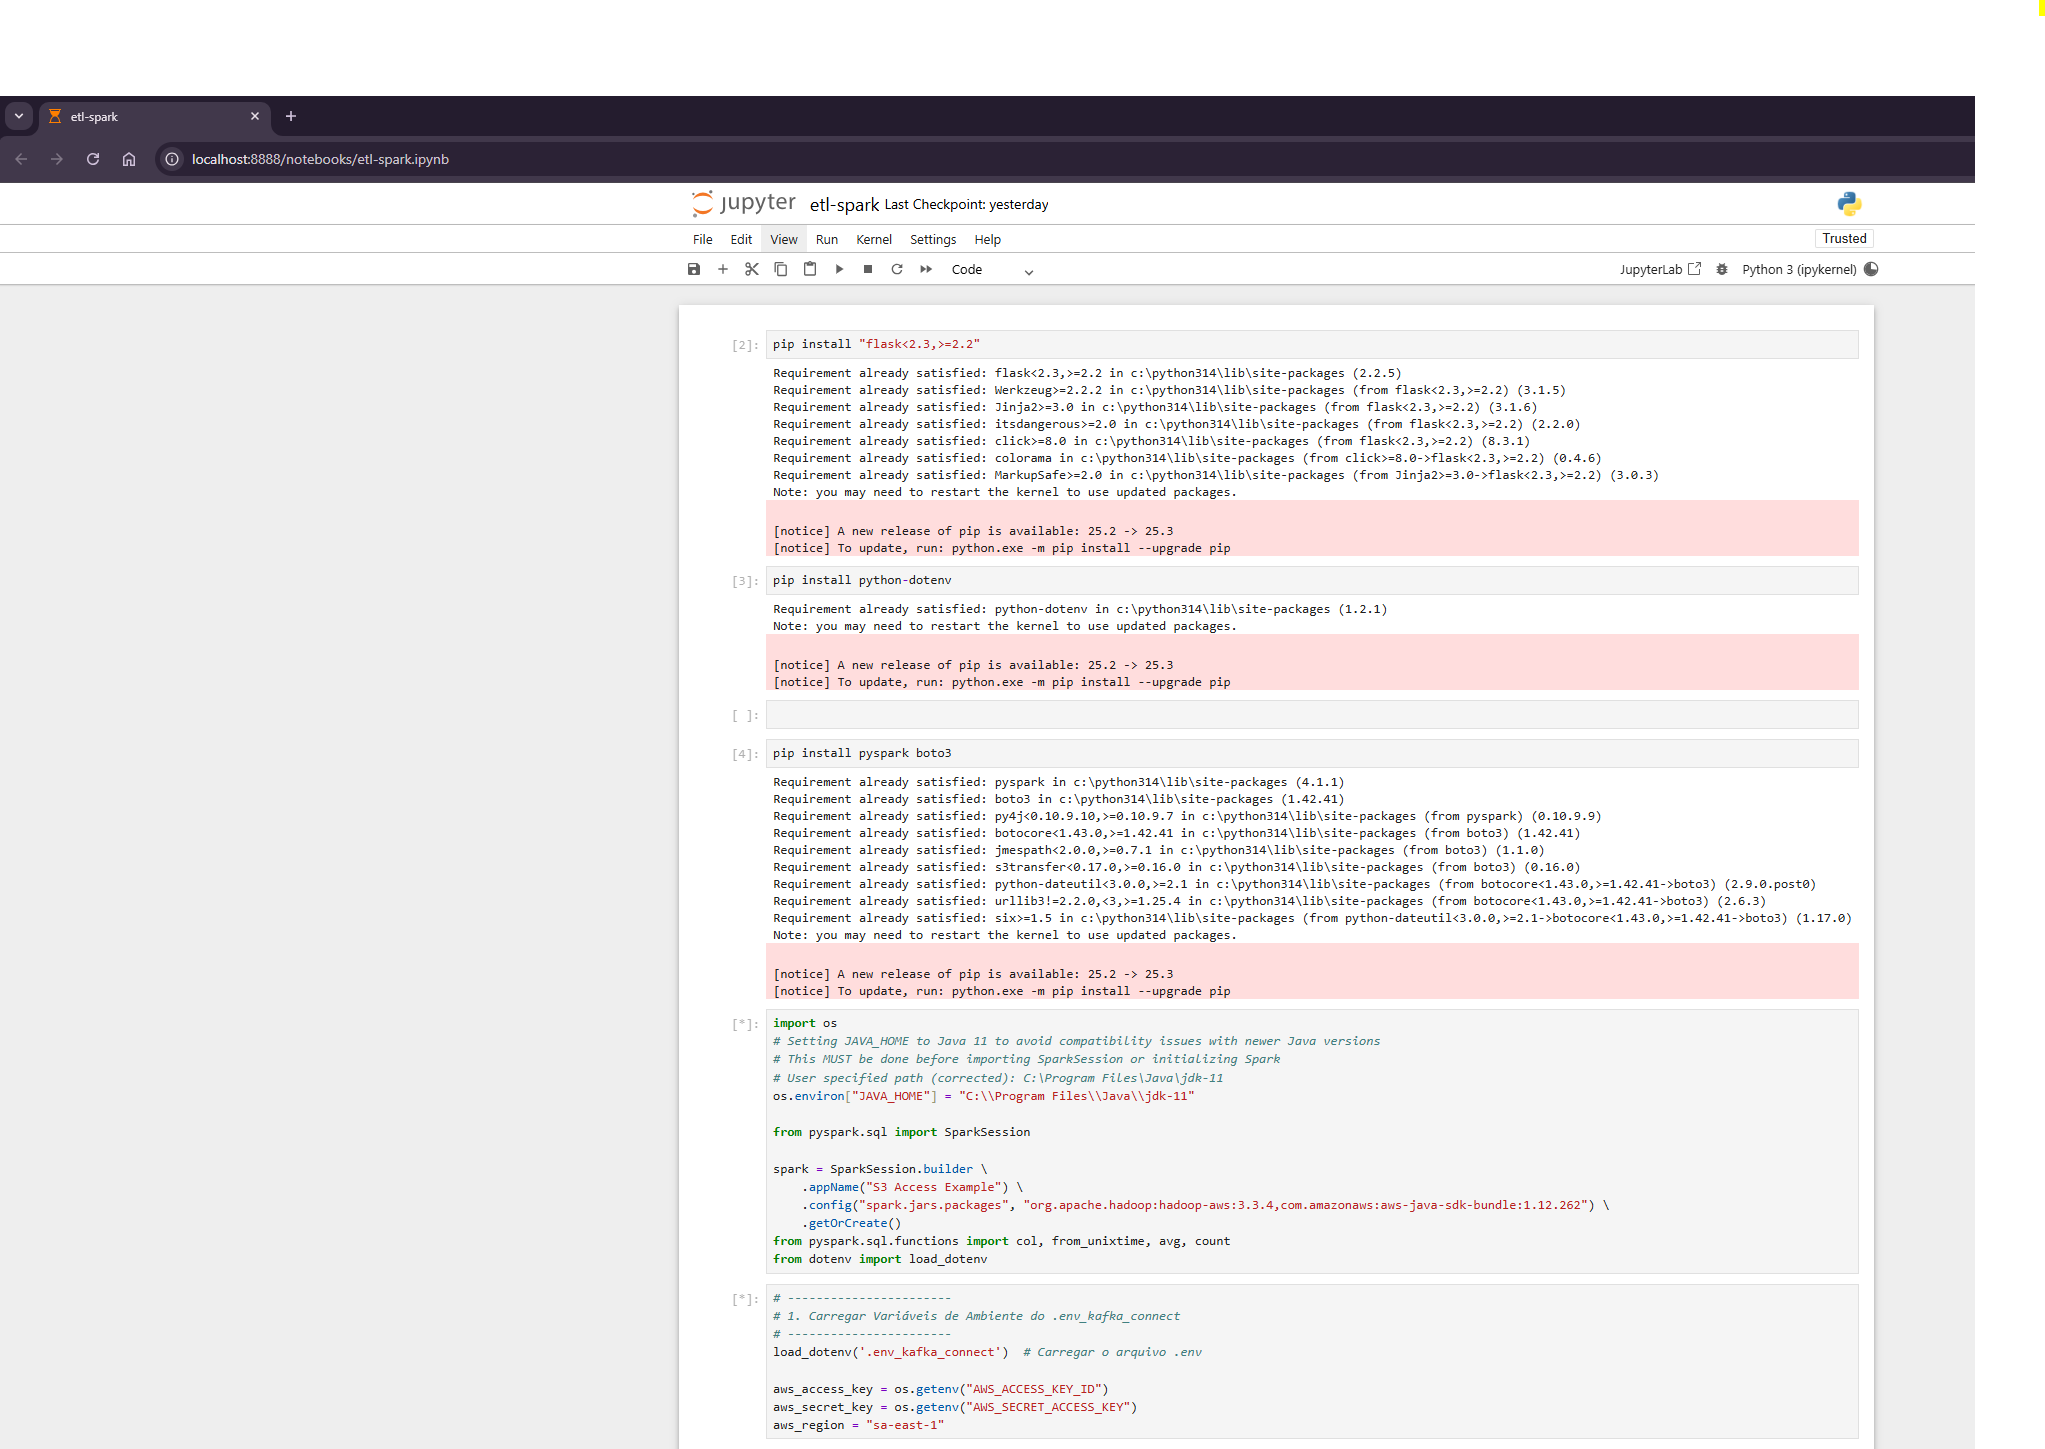 etl-spark
localhost:8888/notebooks/etl-spark.ipynb
jupyter etl-spark Last Checkpoint: yesterday
File Edit View Run Kernel Settings Help
Trusted
Code
JupyterLab Python 3 (ipykernel)
[2]: pip install "flask<2.3,>=2.2"
Requirement already satisfied: flask<2.3,>=2.2 in c:\python314\lib\site-packages (2.2.5)
Requirement already satisfied: Werkzeug>=2.2.2 in c:\python314\lib\site-packages (from flask<2.3,>=2.2) (3.1.5)
Requirement already satisfied: Jinja2>=3.0 in c:\python314\lib\site-packages (from flask<2.3,>=2.2) (3.1.6)
Requirement already satisfied: itsdangerous>=2.0 in c:\python314\lib\site-packages (from flask<2.3,>=2.2) (2.2.0)
Requirement already satisfied: click>=8.0 in c:\python314\lib\site-packages (from flask<2.3,>=2.2) (8.3.1)
Requirement already satisfied: colorama in c:\python314\lib\site-packages (from click>=8.0->flask<2.3,>=2.2) (0.4.6)
Requirement already satisfied: MarkupSafe>=2.0 in c:\python314\lib\site-packages (from Jinja2>=3.0->flask<2.3,>=2.2) (3.0.3)
Note: you may need to restart the kernel to use updated packages.
[notice] A new release of pip is available: 25.2 -> 25.3
[notice] To update, run: python.exe -m pip install --upgrade pip
[3]: pip install python-dotenv
Requirement already satisfied: python-dotenv in c:\python314\lib\site-packages (1.2.1)
Note: you may need to restart the kernel to use updated packages.
[notice] A new release of pip is available: 25.2 -> 25.3
[notice] To update, run: python.exe -m pip install --upgrade pip
[ ]:
[4]: pip install pyspark boto3
Requirement already satisfied: pyspark in c:\python314\lib\site-packages (4.1.1)
Requirement already satisfied: boto3 in c:\python314\lib\site-packages (1.42.41)
Requirement already satisfied: py4j<0.10.9.10,>=0.10.9.7 in c:\python314\lib\site-packages (from pyspark) (0.10.9.9)
Requirement already satisfied: botocore<1.43.0,>=1.42.41 in c:\python314\lib\site-packages (from boto3) (1.42.41)
Requirement already satisfied: jmespath<2.0.0,>=0.7.1 in c:\python314\lib\site-packages (from boto3) (1.1.0)
Requirement already satisfied: s3transfer<0.17.0,>=0.16.0 in c:\python314\lib\site-packages (from boto3) (0.16.0)
Requirement already satisfied: python-dateutil<3.0.0,>=2.1 in c:\python314\lib\site-packages (from botocore<1.43.0,>=1.42.41->boto3) (2.9.0.post0)
Requirement already satisfied: urllib3!=2.2.0,<3,>=1.25.4 in c:\python314\lib\site-packages (from botocore<1.43.0,>=1.42.41->boto3) (2.6.3)
Requirement already satisfied: six>=1.5 in c:\python314\lib\site-packages (from python-dateutil<3.0.0,>=2.1->botocore<1.43.0,>=1.42.41->boto3) (1.17.0)
Note: you may need to restart the kernel to use updated packages.
[notice] A new release of pip is available: 25.2 -> 25.3
[notice] To update, run: python.exe -m pip install --upgrade pip
[*]: import os
# Setting JAVA_HOME to Java 11 to avoid compatibility issues with newer Java versions
# This MUST be done before importing SparkSession or initializing Spark
# User specified path (corrected): C:\Program Files\Java\jdk-11
os.environ["JAVA_HOME"] = "C:\\Program Files\\Java\\jdk-11"
from pyspark.sql import SparkSession
spark = SparkSession.builder \
.appName("S3 Access Example") \
.config("spark.jars.packages", "org.apache.hadoop:hadoop-aws:3.3.4,com.amazonaws:aws-java-sdk-bundle:1.12.262") \
.getOrCreate()
from pyspark.sql.functions import col, from_unixtime, avg, count
from dotenv import load_dotenv
[*]: # -----------------------
# 1. Carregar Variáveis de Ambiente do .env_kafka_connect
# -----------------------
load_dotenv('.env_kafka_connect') # Carregar o arquivo .env
aws_access_key = os.getenv("AWS_ACCESS_KEY_ID")
aws_secret_key = os.getenv("AWS_SECRET_ACCESS_KEY")
aws_region = "sa-east-1"